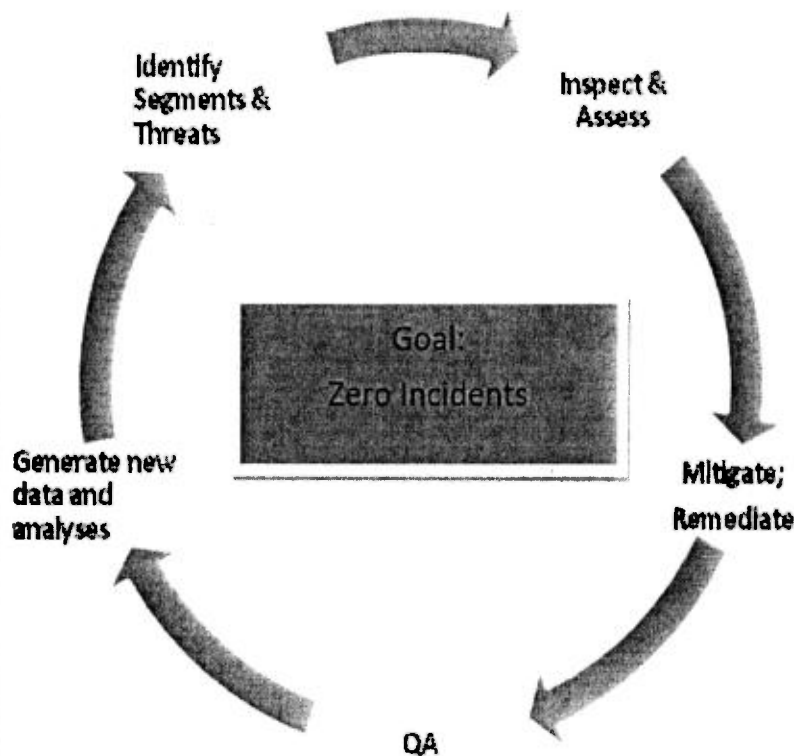 Identify
Segments &
Threats
Inspect &
Assess
Goal:
Zero Incidents
Generate new
data and
analyses
Mitigate;
Remediate
QA